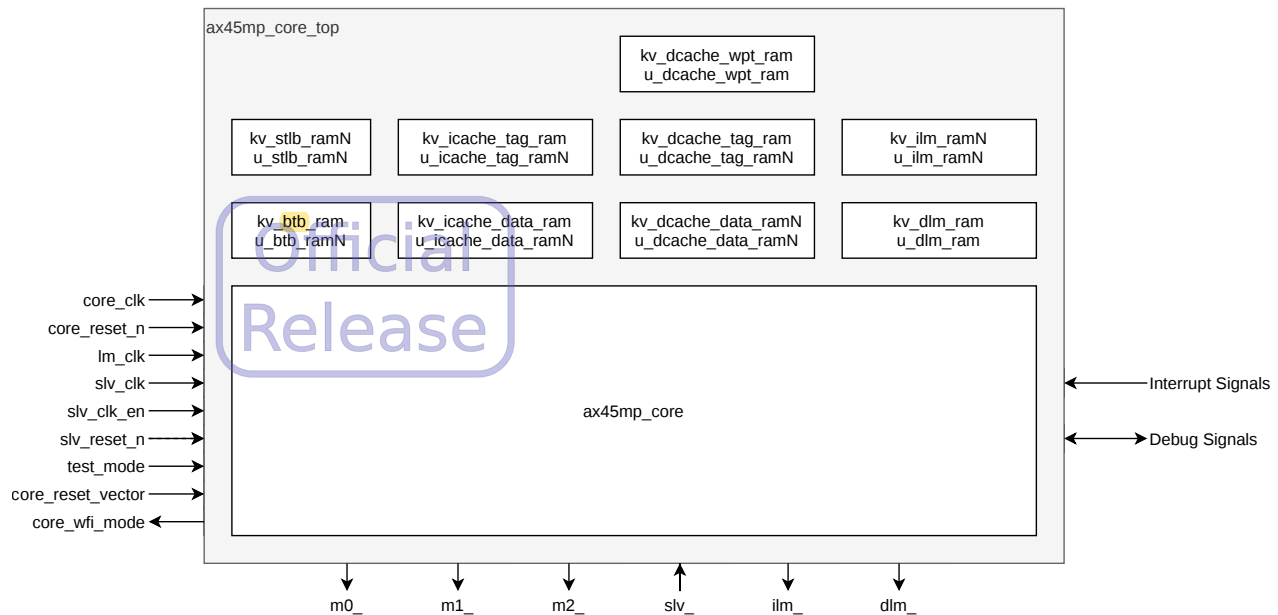 ax45mp_core_top
kv_dcache_wpt_ram
u_dcache_wpt_ram
kv_stlb_ramN
u_stlb_ramN
kv_icache_tag_ram
u_icache_tag_ramN
kv_dcache_tag_ram
u_dcache_tag_ramN
kv_ilm_ramN
u_ilm_ramN
kv_btb_ram
u_btb_ramN
kv_icache_data_ram
u_icache_data_ramN
kv_dcache_data_ramN
u_dcache_data_ramN
kv_dlm_ram
u_dlm_ram
Official
Release
core_clk
core_reset_n
lm_clk
slv_clk
slv_clk_en
slv_reset_n
test_mode
core_reset_vector
core_wfi_mode
ax45mp_core
Interrupt Signals
Debug Signals
m0_
m1_
m2_
slv_
ilm_
dlm_